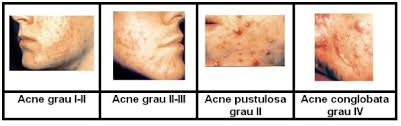 Acne grau I-II
Acne grau II-III
Acne pustulosa
grau II
Acne conglobata
grau IV